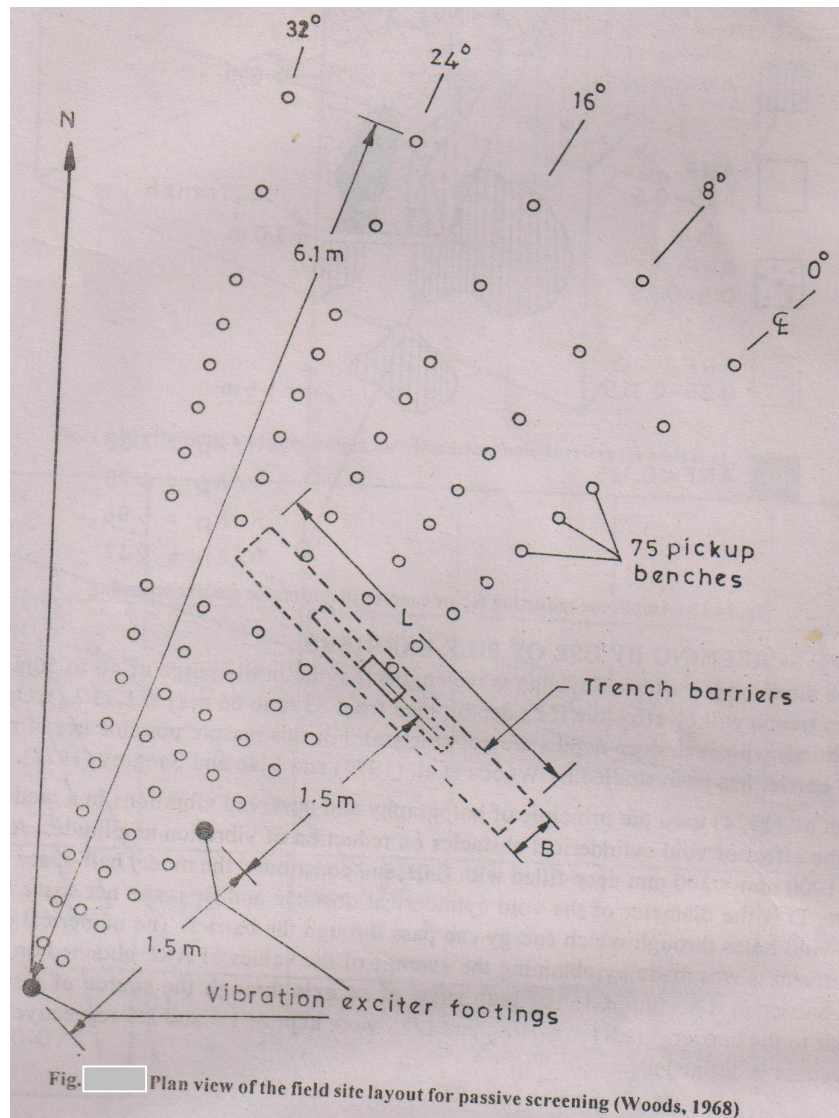 32°
24°
16°
8°
0°
℄
N
6.1 m
75 pickup
benches
L
Trench barriers
1.5 m
B
1.5 m
Vibration exciter footings
Fig. Plan view of the field site layout for passive screening (Woods, 1968)